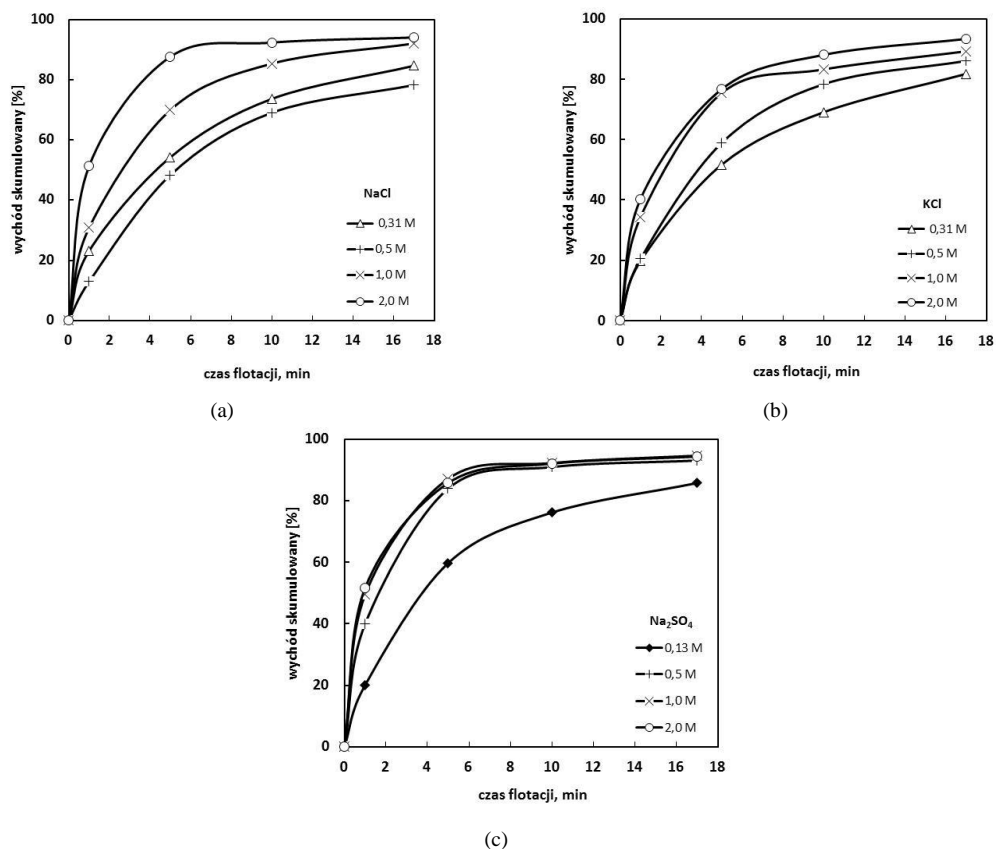 100
80
60
40
20
0
wychód skumulowany [%]
NaCl
0,31 M
0,5 M
1,0 M
2,0 M
0 2 4 6 8 10 12 14 16 18
czas flotacji, min
(a)
100
80
60
40
20
0
wychód skumulowany [%]
KCl
0,31 M
0,5 M
1,0 M
2,0 M
0 2 4 6 8 10 12 14 16 18
czas flotacji, min
(b)
100
80
60
40
20
0
wychód skumulowany [%]
Na₂SO₄
0,13 M
0,5 M
1,0 M
2,0 M
0 2 4 6 8 10 12 14 16 18
czas flotacji, min
(c)